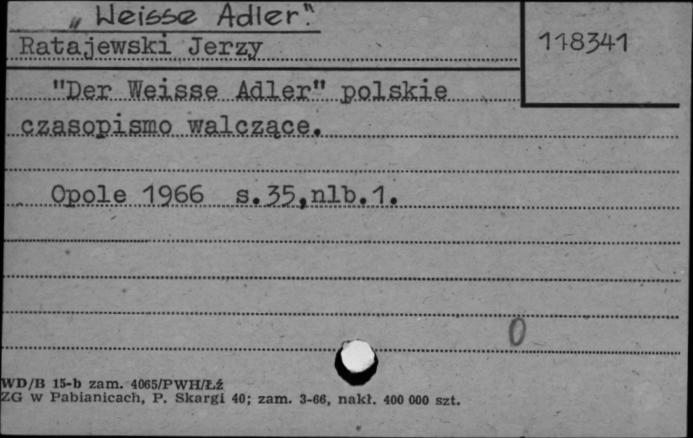 „Weisse Adler“
Ratajewski Jerzy
118341
"Der Weisse Adler" polskie
czasopismo walczące.
Opole 1966 s.35,nlb.1.
0
WD/B 15-b zam. 4065/PWH/Łź
ZG w Pabianicach, P. Skargi 40; zam. 3-66, nakł. 400 000 szt.